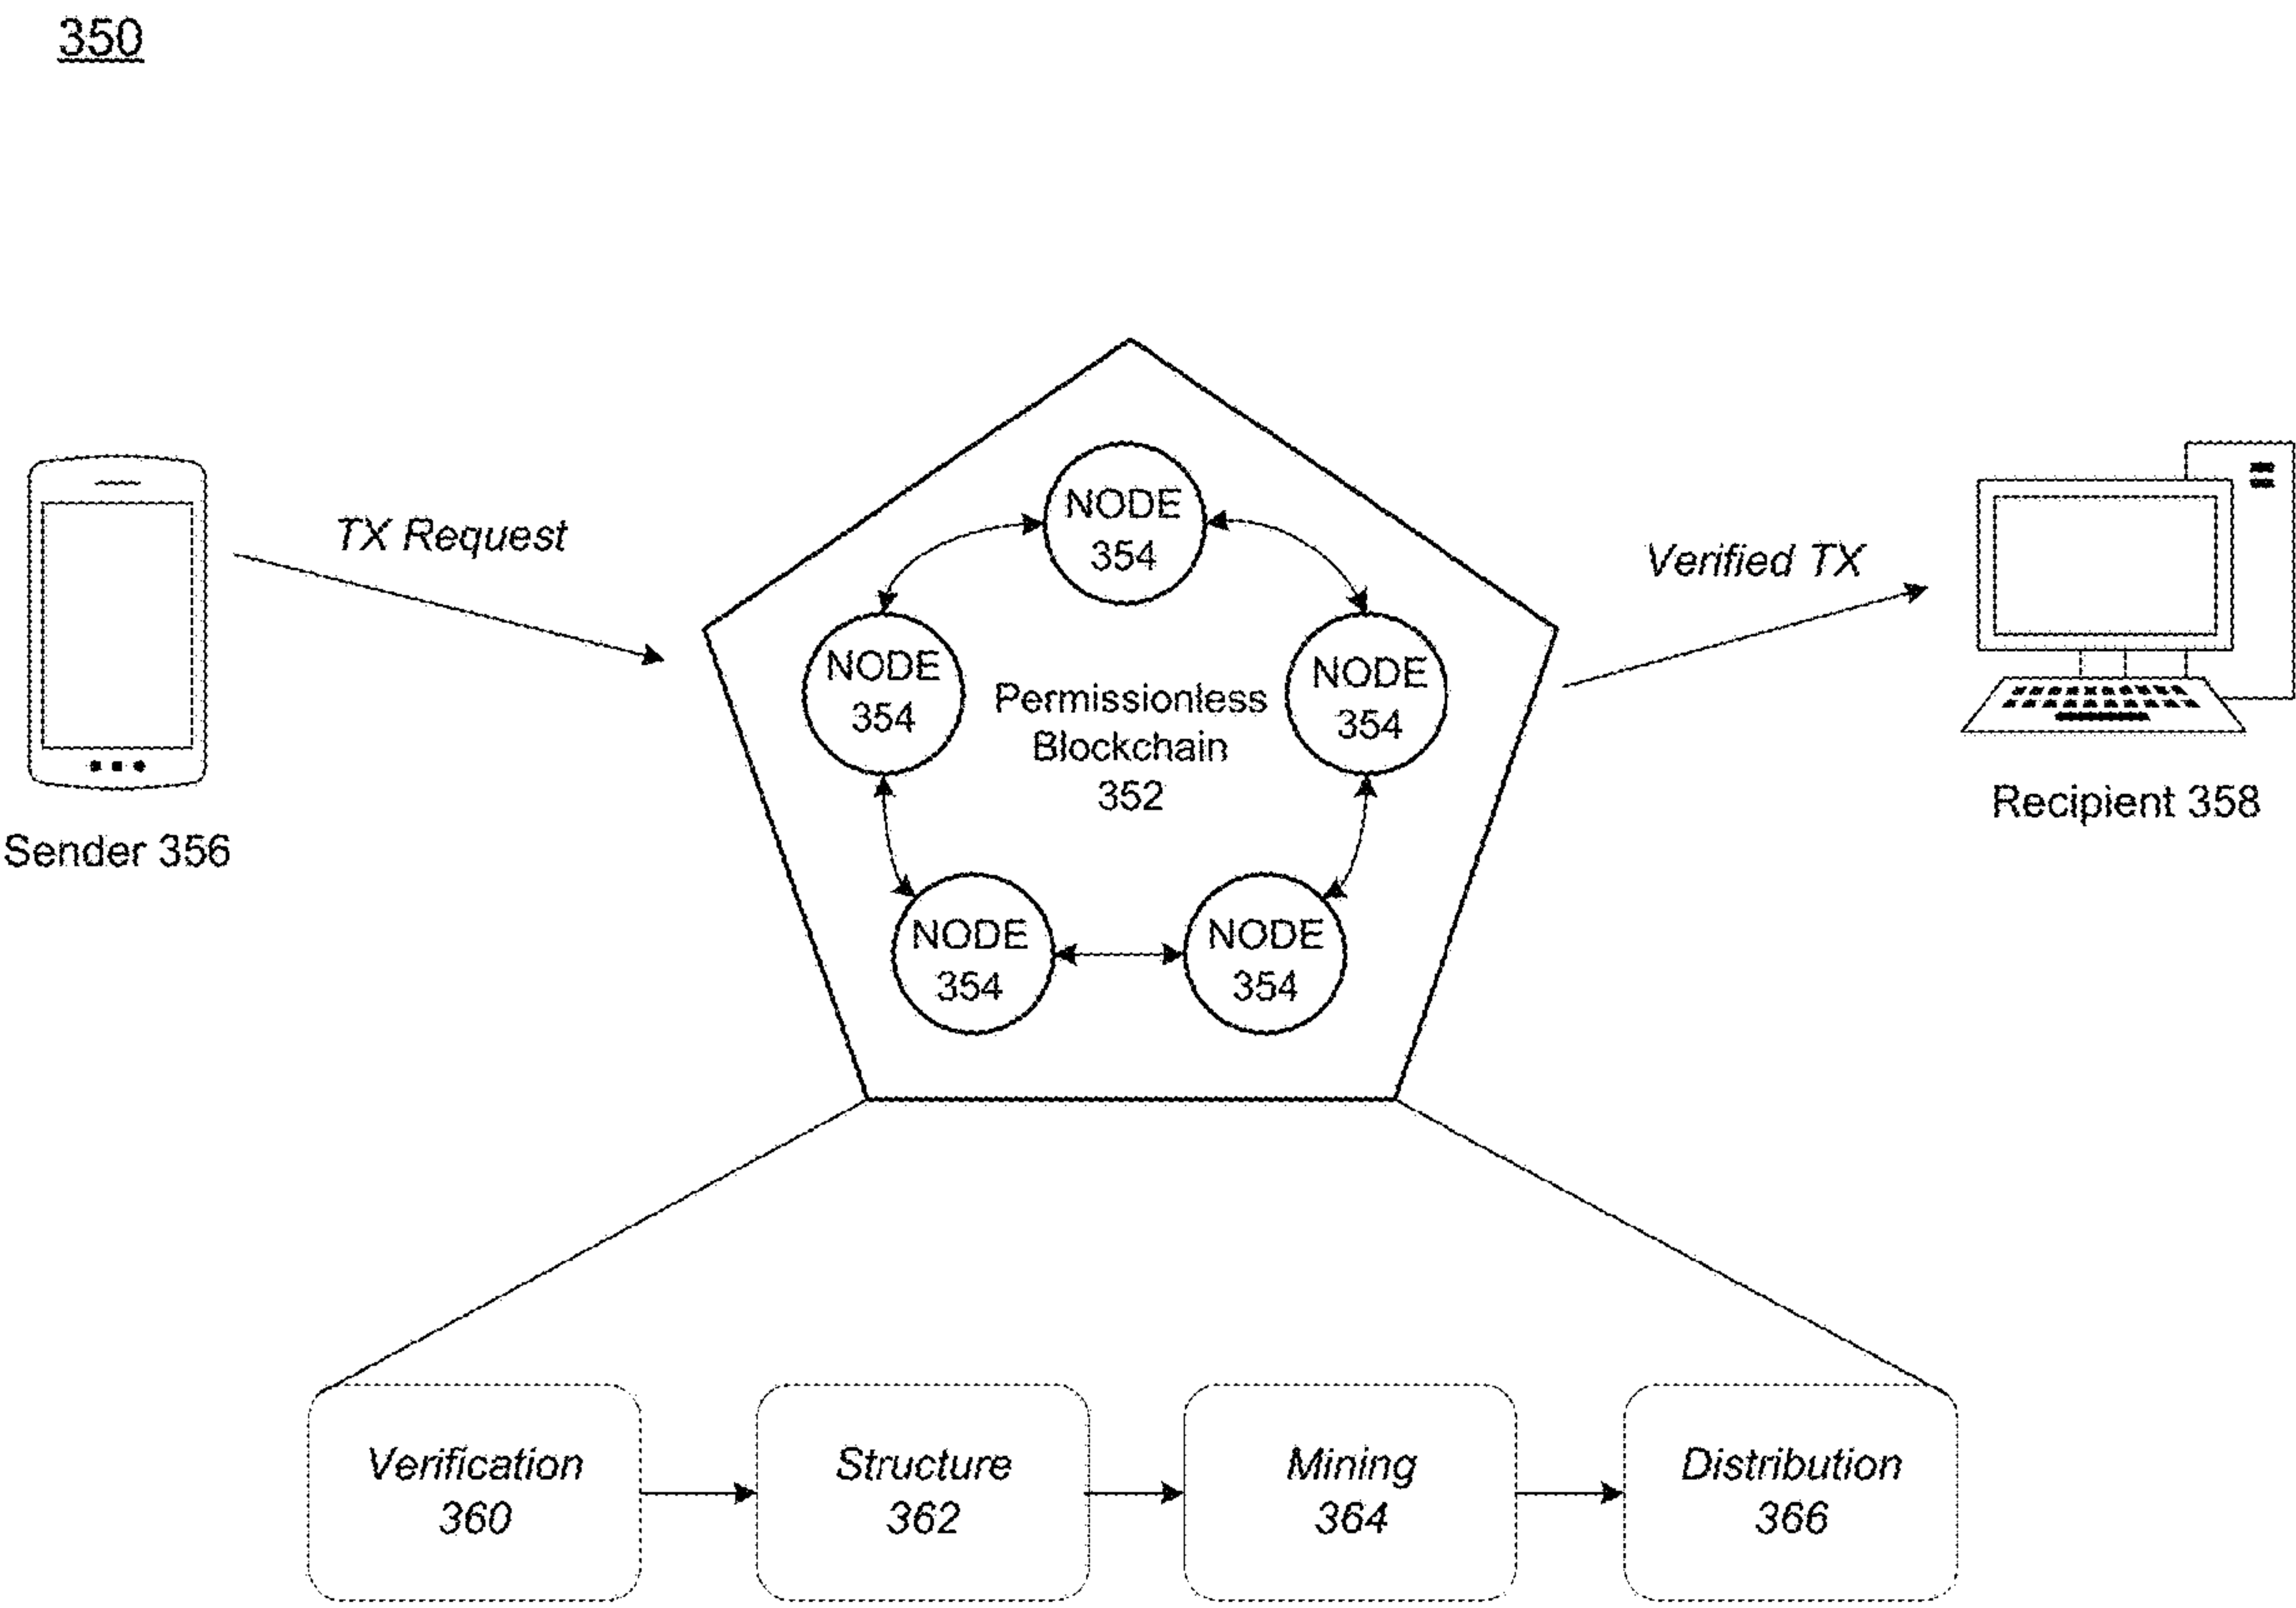 350
NODE
354
TX Request
Verified TX
NODE
354
Permissionless
Blockchain
352
NODE
354
Sender 356
Recipient 358
NODE
354
NODE
354
Verification
360
Structure
362
Mining
364
Distribution
366